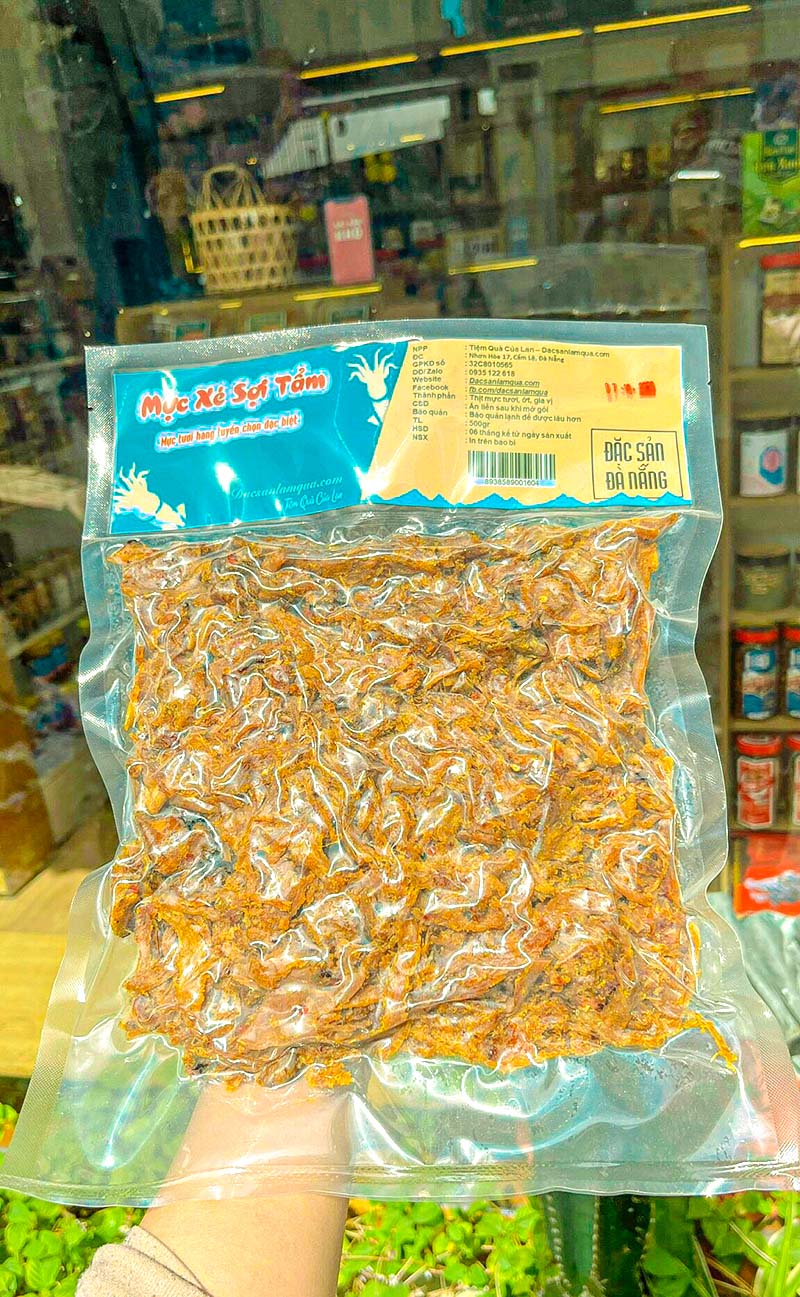 Mực Xé Sợi Tẩm
-Mực tươi hàng tuyển chọn đặc biệt-
Dacsanlamqua.com
Tiệm Quà Của Lan
NPP : Tiệm Quà Của Lan – Dacsanlamqua.com
ĐC : Nhơn Hòa 17, Cẩm Lệ, Đà Nẵng
GPKD số : 32C8010565
DĐ/Zalo : 0935 122 618
Website : Dacsanlamqua.com
Facebook : fb.com/dacsanlamqua
Thành phần : Thịt mực tươi, ớt, gia vị
CSD : Ăn liền sau khi mở gói
Bảo quản : Bảo quản lạnh để được lâu hơn
TL : 500gr
HSD : 06 tháng kể từ ngày sản xuất
NSX : In trên bao bì
8938589001604
ĐẶC SẢN
ĐÀ NẴNG